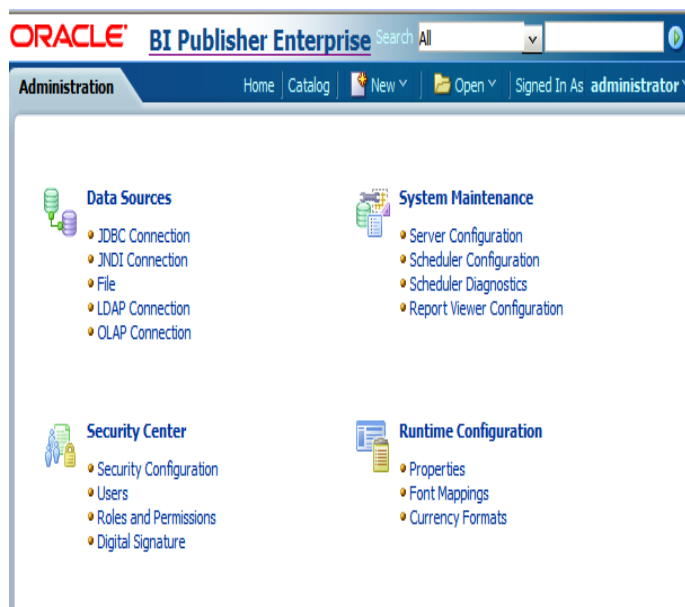 ORACLE BI Publisher Enterprise Search All
Administration Home Catalog New Open Signed In As administrator
Data Sources
JDBC Connection
JNDI Connection
File
LDAP Connection
OLAP Connection
System Maintenance
Server Configuration
Scheduler Configuration
Scheduler Diagnostics
Report Viewer Configuration
Security Center
Security Configuration
Users
Roles and Permissions
Digital Signature
Runtime Configuration
Properties
Font Mappings
Currency Formats